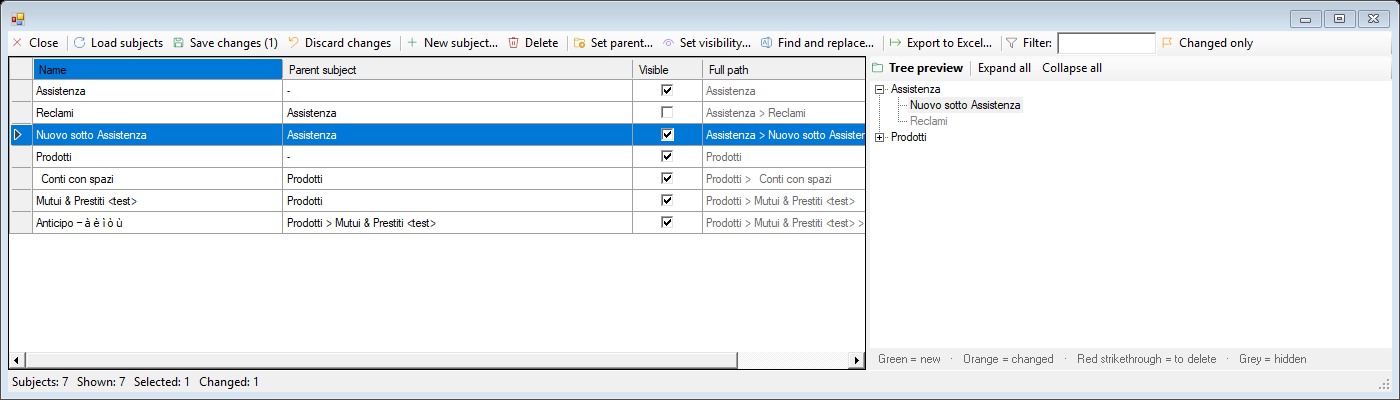 Close Load subjects Save changes (1) Discard changes New subject... Delete Set parent... Set visibility... Find and replace... Export to Excel... Filter: Changed only
Name Parent subject Visible Full path
Assistenza - Assistenza
Reclami Assistenza Assistenza > Reclami
Nuovo sotto Assistenza Assistenza Assistenza > Nuovo sotto Assister
Prodotti - Prodotti
Conti con spazi Prodotti Prodotti > Conti con spazi
Mutui & Prestiti <test> Prodotti Prodotti > Mutui & Prestiti <test>
Anticipo – à è ì ò ù Prodotti > Mutui & Prestiti <test> Prodotti > Mutui & Prestiti <test> >
Tree preview Expand all Collapse all
Assistenza
Nuovo sotto Assistenza
Reclami
Prodotti
Green = new · Orange = changed · Red strikethrough = to delete · Grey = hidden
Subjects: 7 Shown: 7 Selected: 1 Changed: 1